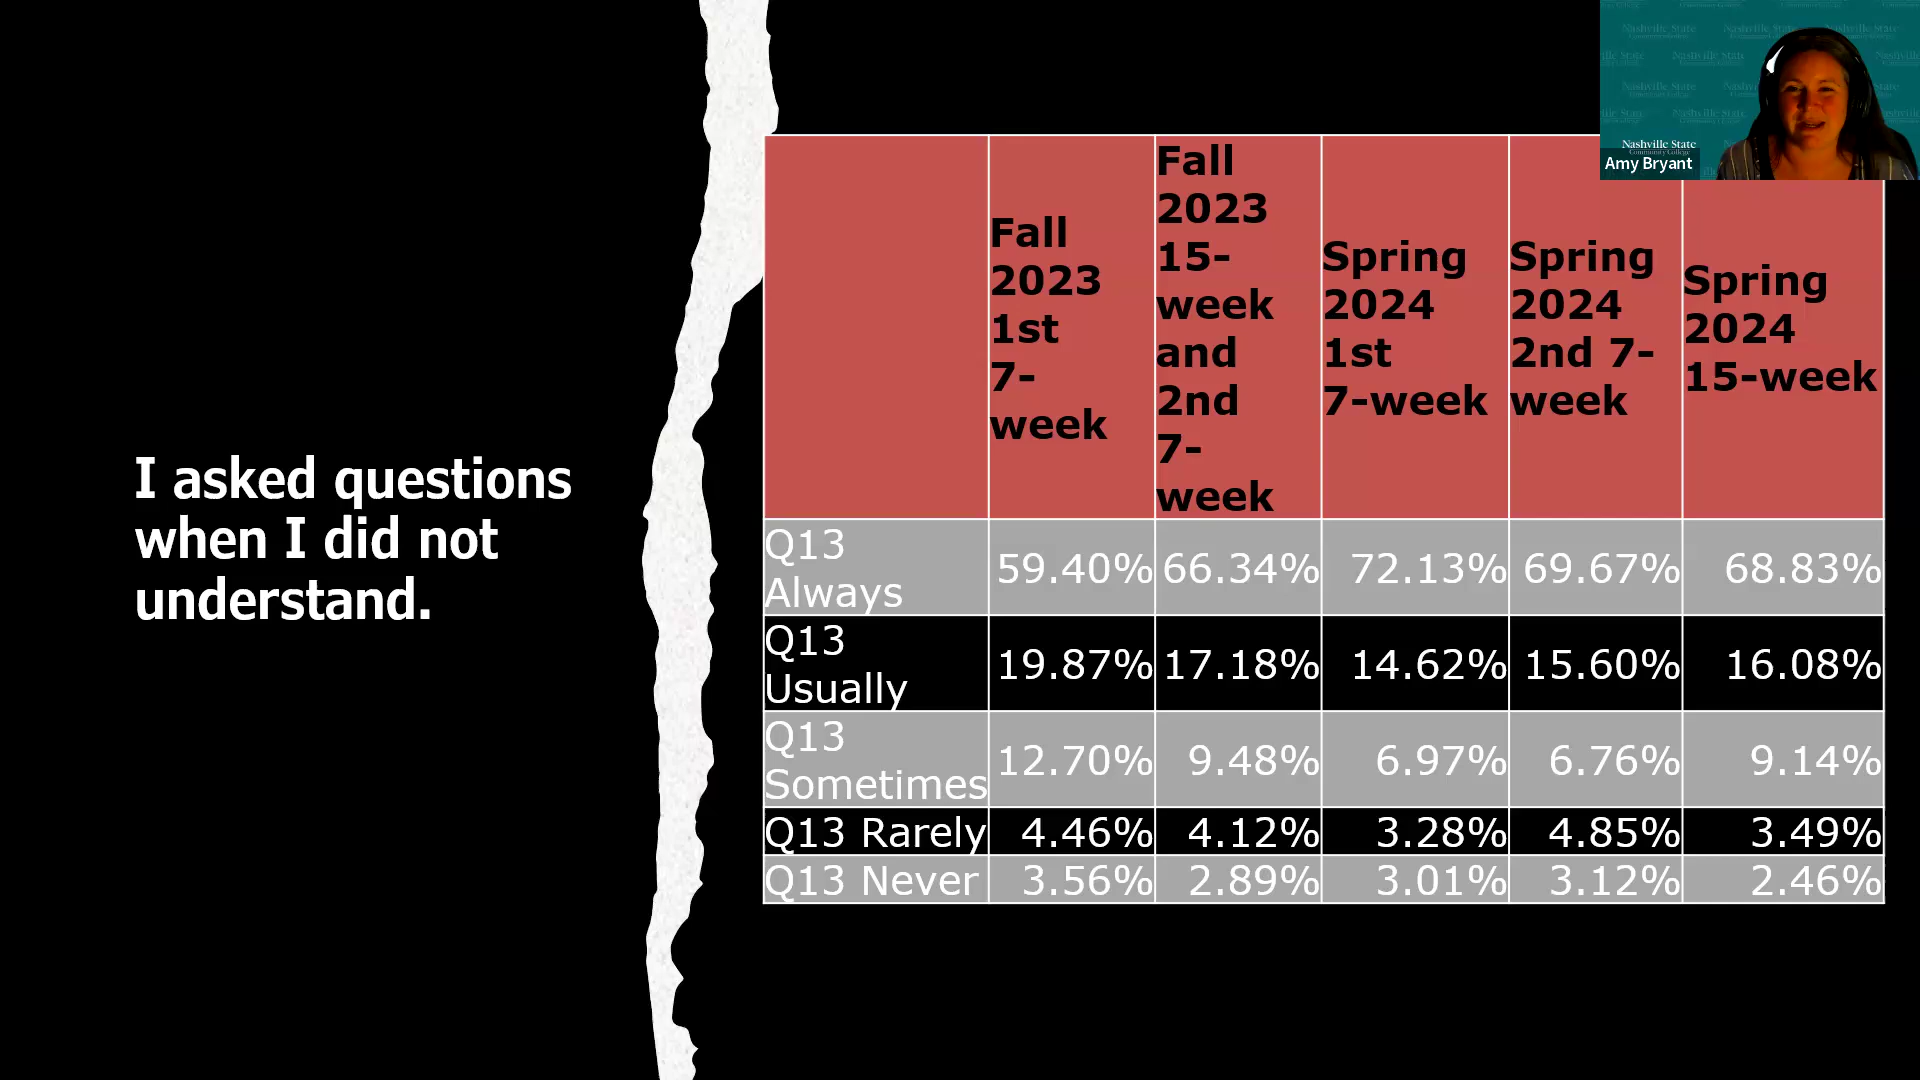 I asked questions
when I did not
understand.
Fall
2023
1st
7-
week
Fall
2023
15-
week
and
2nd
7-
week
Spring
2024
1st
7-week
Spring
2024
2nd 7-
week
Spring
2024
15-week
Q13
Always
59.40%
66.34%
72.13%
69.67%
68.83%
Q13
Usually
19.87%
17.18%
14.62%
15.60%
16.08%
Q13
Sometimes
12.70%
9.48%
6.97%
6.76%
9.14%
Q13 Rarely
4.46%
4.12%
3.28%
4.85%
3.49%
Q13 Never
3.56%
2.89%
3.01%
3.12%
2.46%
Nashville State
Community College
Amy Bryant